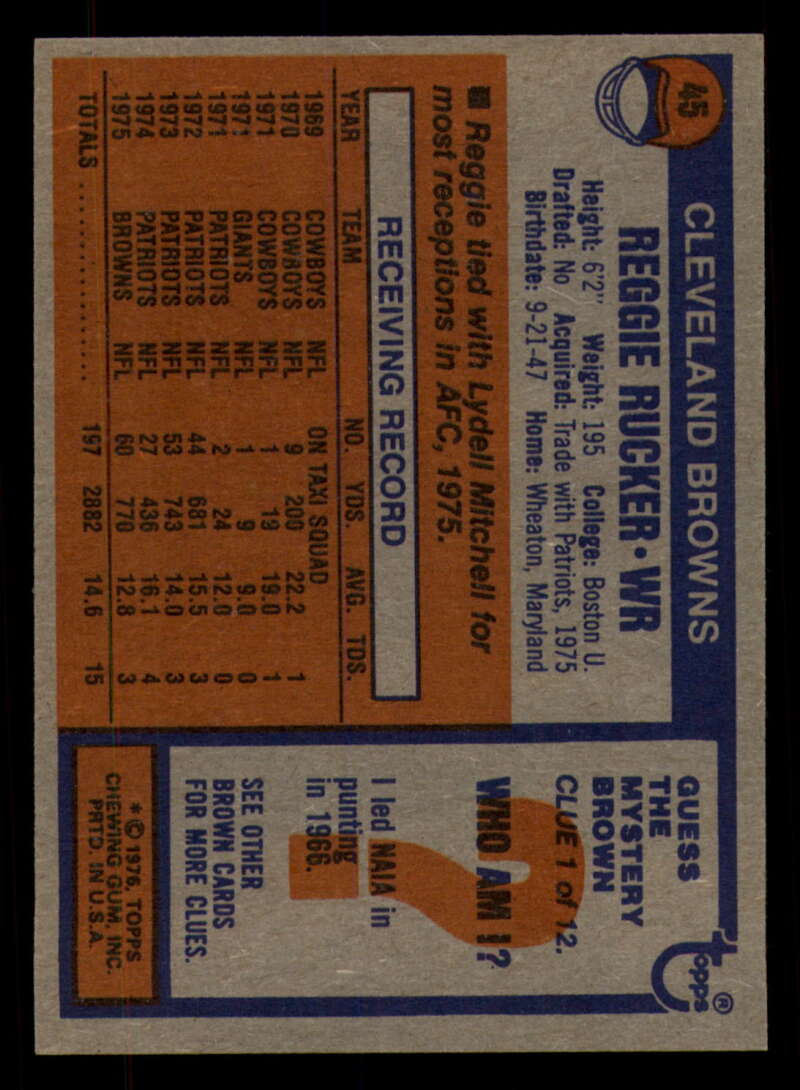 45
CLEVELAND BROWNS
REGGIE RUCKER • WR
Height: 6'2" Weight: 195 College: Boston U.
Drafted: No Acquired: Trade with Patriots, 1975
Birthdate: 9-21-47 Home: Wheaton, Maryland
■ Reggie tied with Lydell Mitchell for
most receptions in AFC, 1975.
RECEIVING RECORD
YEAR TEAM NO. YDS. AVG. TDS.
1969 COWBOYS NFL ON TAXI SQUAD
1970 COWBOYS NFL 9 200 22.2 1
1971 COWBOYS NFL 1 19 19.0 1
1971 GIANTS NFL 1 9 9.0 0
1971 PATRIOTS NFL 2 24 12.0 0
1972 PATRIOTS NFL 44 681 15.5 3
1973 PATRIOTS NFL 53 743 14.0 3
1974 PATRIOTS NFL 27 436 16.1 4
1975 BROWNS NFL 60 770 12.8 3
TOTALS .................... 197 2882 14.6 15
topps®
GUESS
THE
MYSTERY
BROWN
CLUE 1 of 12.
WHO AM I?
I led NAIA in
punting
in 1966.
SEE OTHER
BROWN CARDS
FOR MORE CLUES.
* © 1976, TOPPS
CHEWING GUM, INC.
PRTD. IN U.S.A.